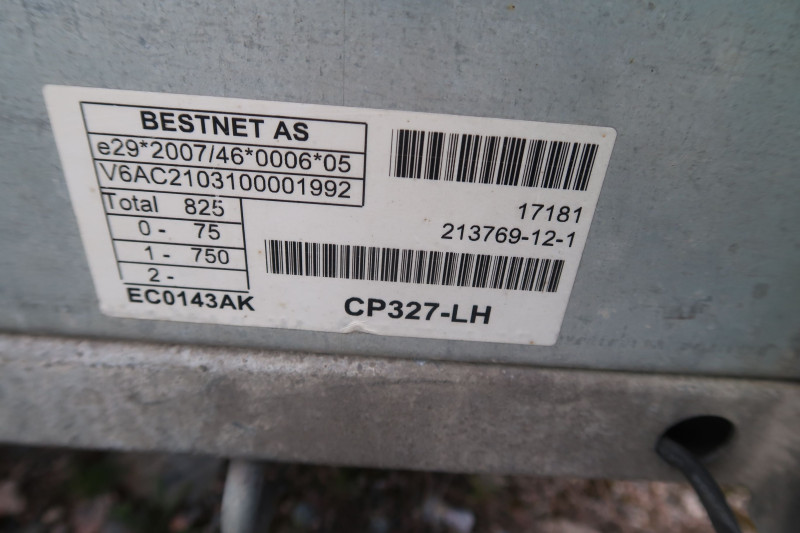 BESTNET AS
e29*2007/46*0006*05
V6AC2103100001992
Total 825
0 - 75
1 - 750
2 -
EC0143AK
17181
213769-12-1
CP327-LH